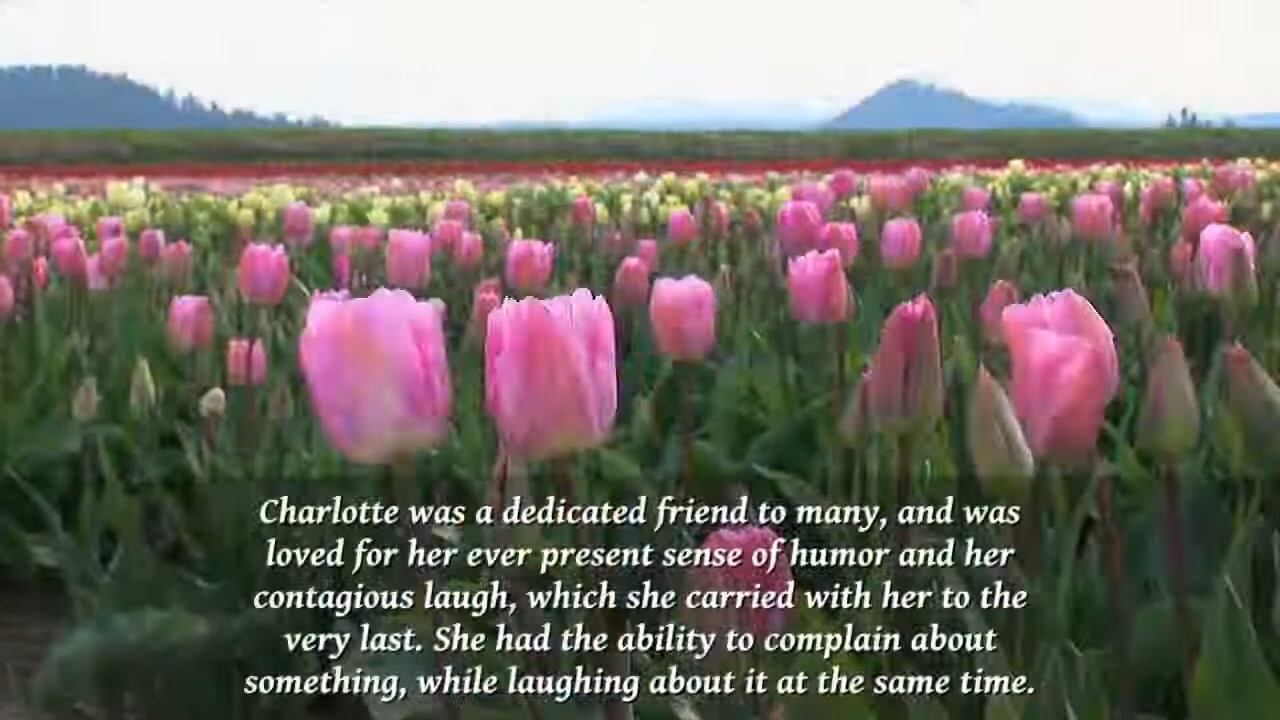 Charlotte was a dedicated friend to many, and was
loved for her ever present sense of humor and her
contagious laugh, which she carried with her to the
very last. She had the ability to complain about
something, while laughing about it at the same time.